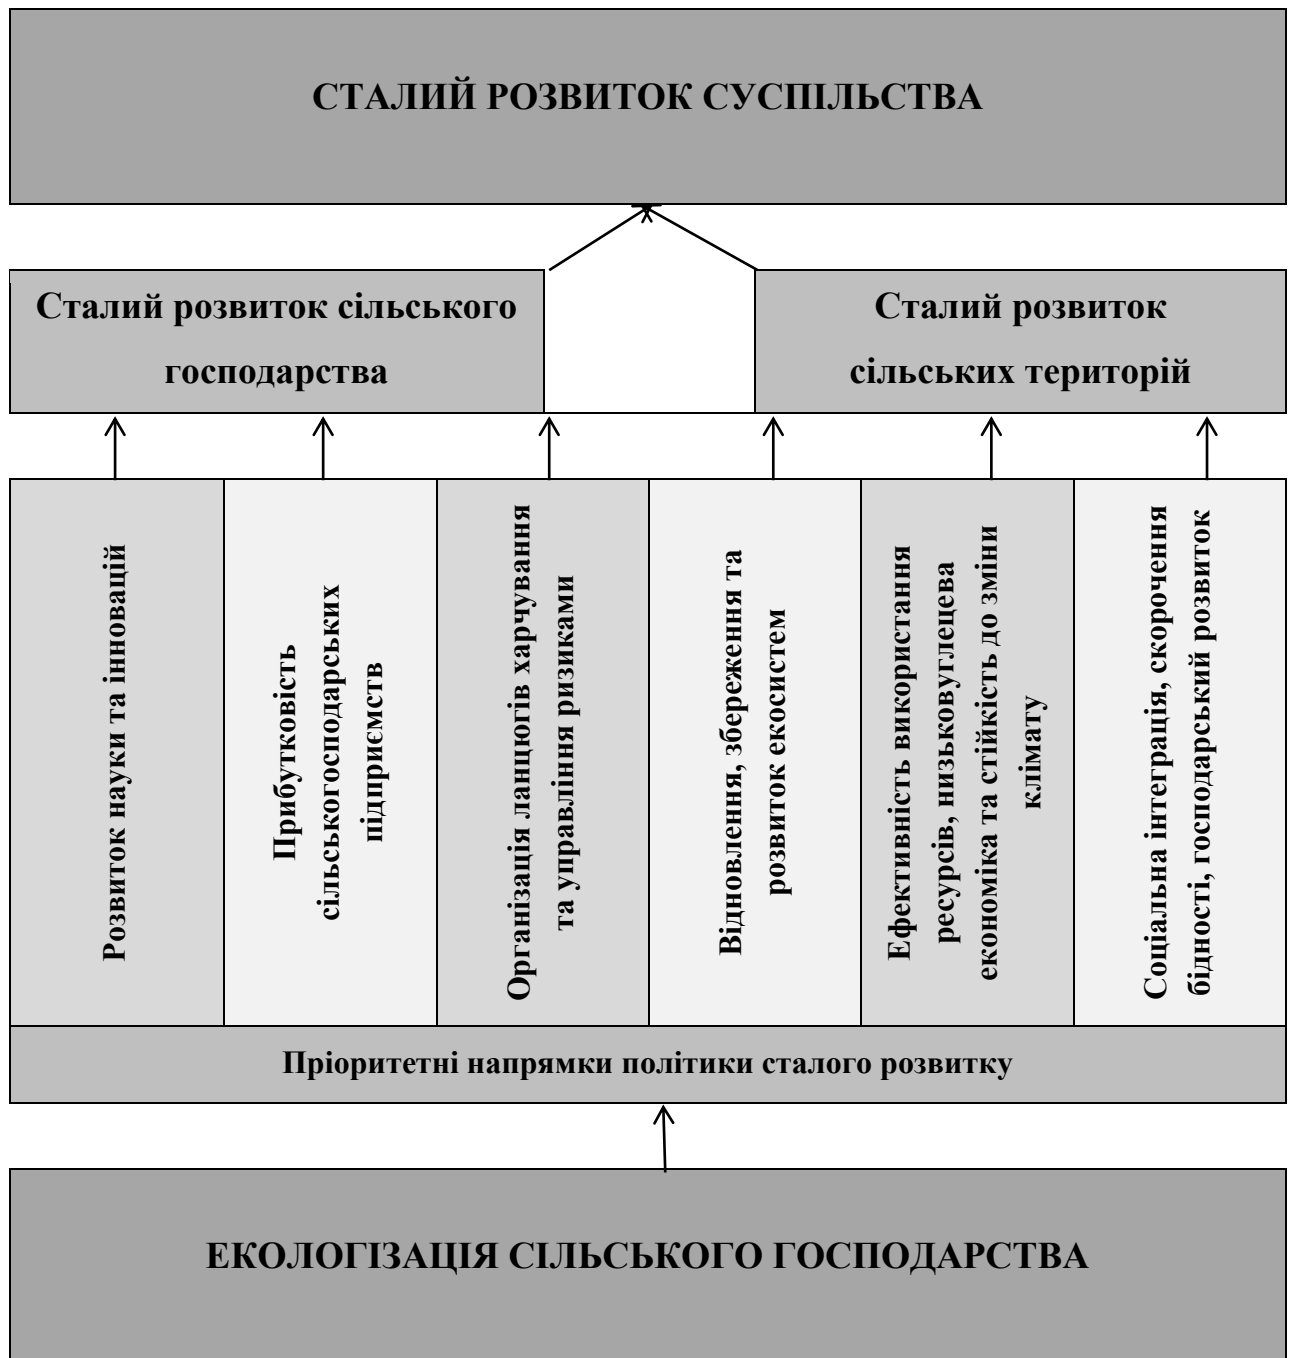 СТАЛИЙ РОЗВИТОК СУСПІЛЬСТВА
Сталий розвиток сільського
господарства
Сталий розвиток
сільських територій
Розвиток науки та інновацій
Прибутковість
сільськогосподарських
підприємств
Організація ланцюгів харчування
та управління ризиками
Відновлення, збереження та
розвиток екосистем
Ефективність використання
ресурсів, низьковуглецева
економіка та стійкість до зміни
клімату
Соціальна інтеграція, скорочення
бідності, господарський розвиток
Пріоритетні напрямки політики сталого розвитку
ЕКОЛОГІЗАЦІЯ СІЛЬСЬКОГО ГОСПОДАРСТВА